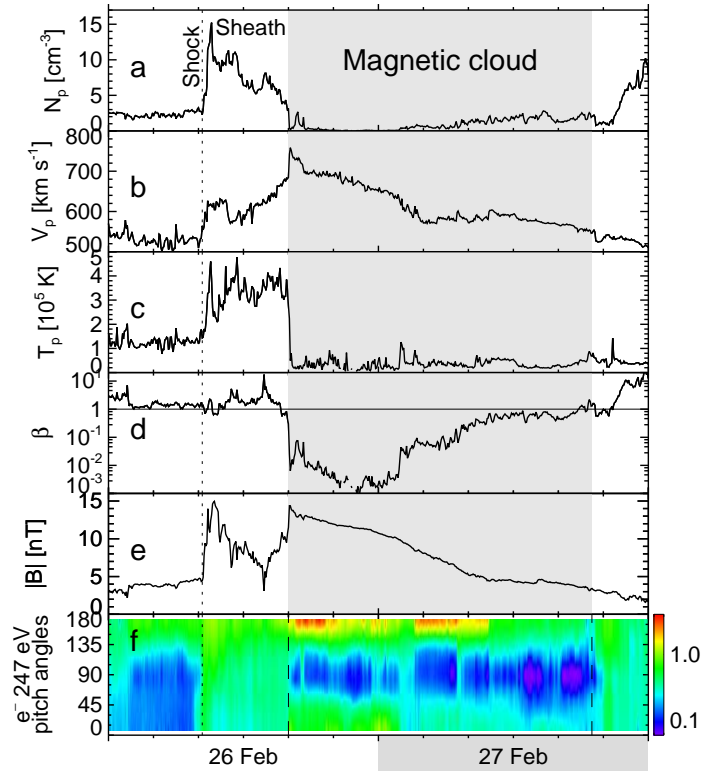 15
10
5
0
N_p [cm^-3]
a
Shock
Sheath
Magnetic cloud
800
700
600
500
V_p [km s^-1]
b
5
4
3
2
1
0
T_p [10^5 K]
c
10^1
1
10^-1
10^-2
10^-3
β
d
15
10
5
0
|B| [nT]
e
180
135
90
45
0
e^- 247 eV
pitch angles
f
1.0
0.1
26 Feb
27 Feb